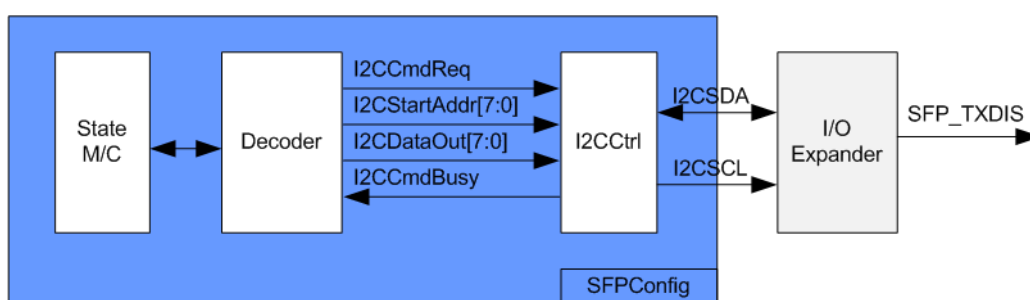 State
M/C
Decoder
I2CCmdReq
I2CStartAddr[7:0]
I2CDataOut[7:0]
I2CCmdBusy
I2CCtrl
I2CSDA
I2CSCL
I/O
Expander
SFP_TXDIS
SFPConfig